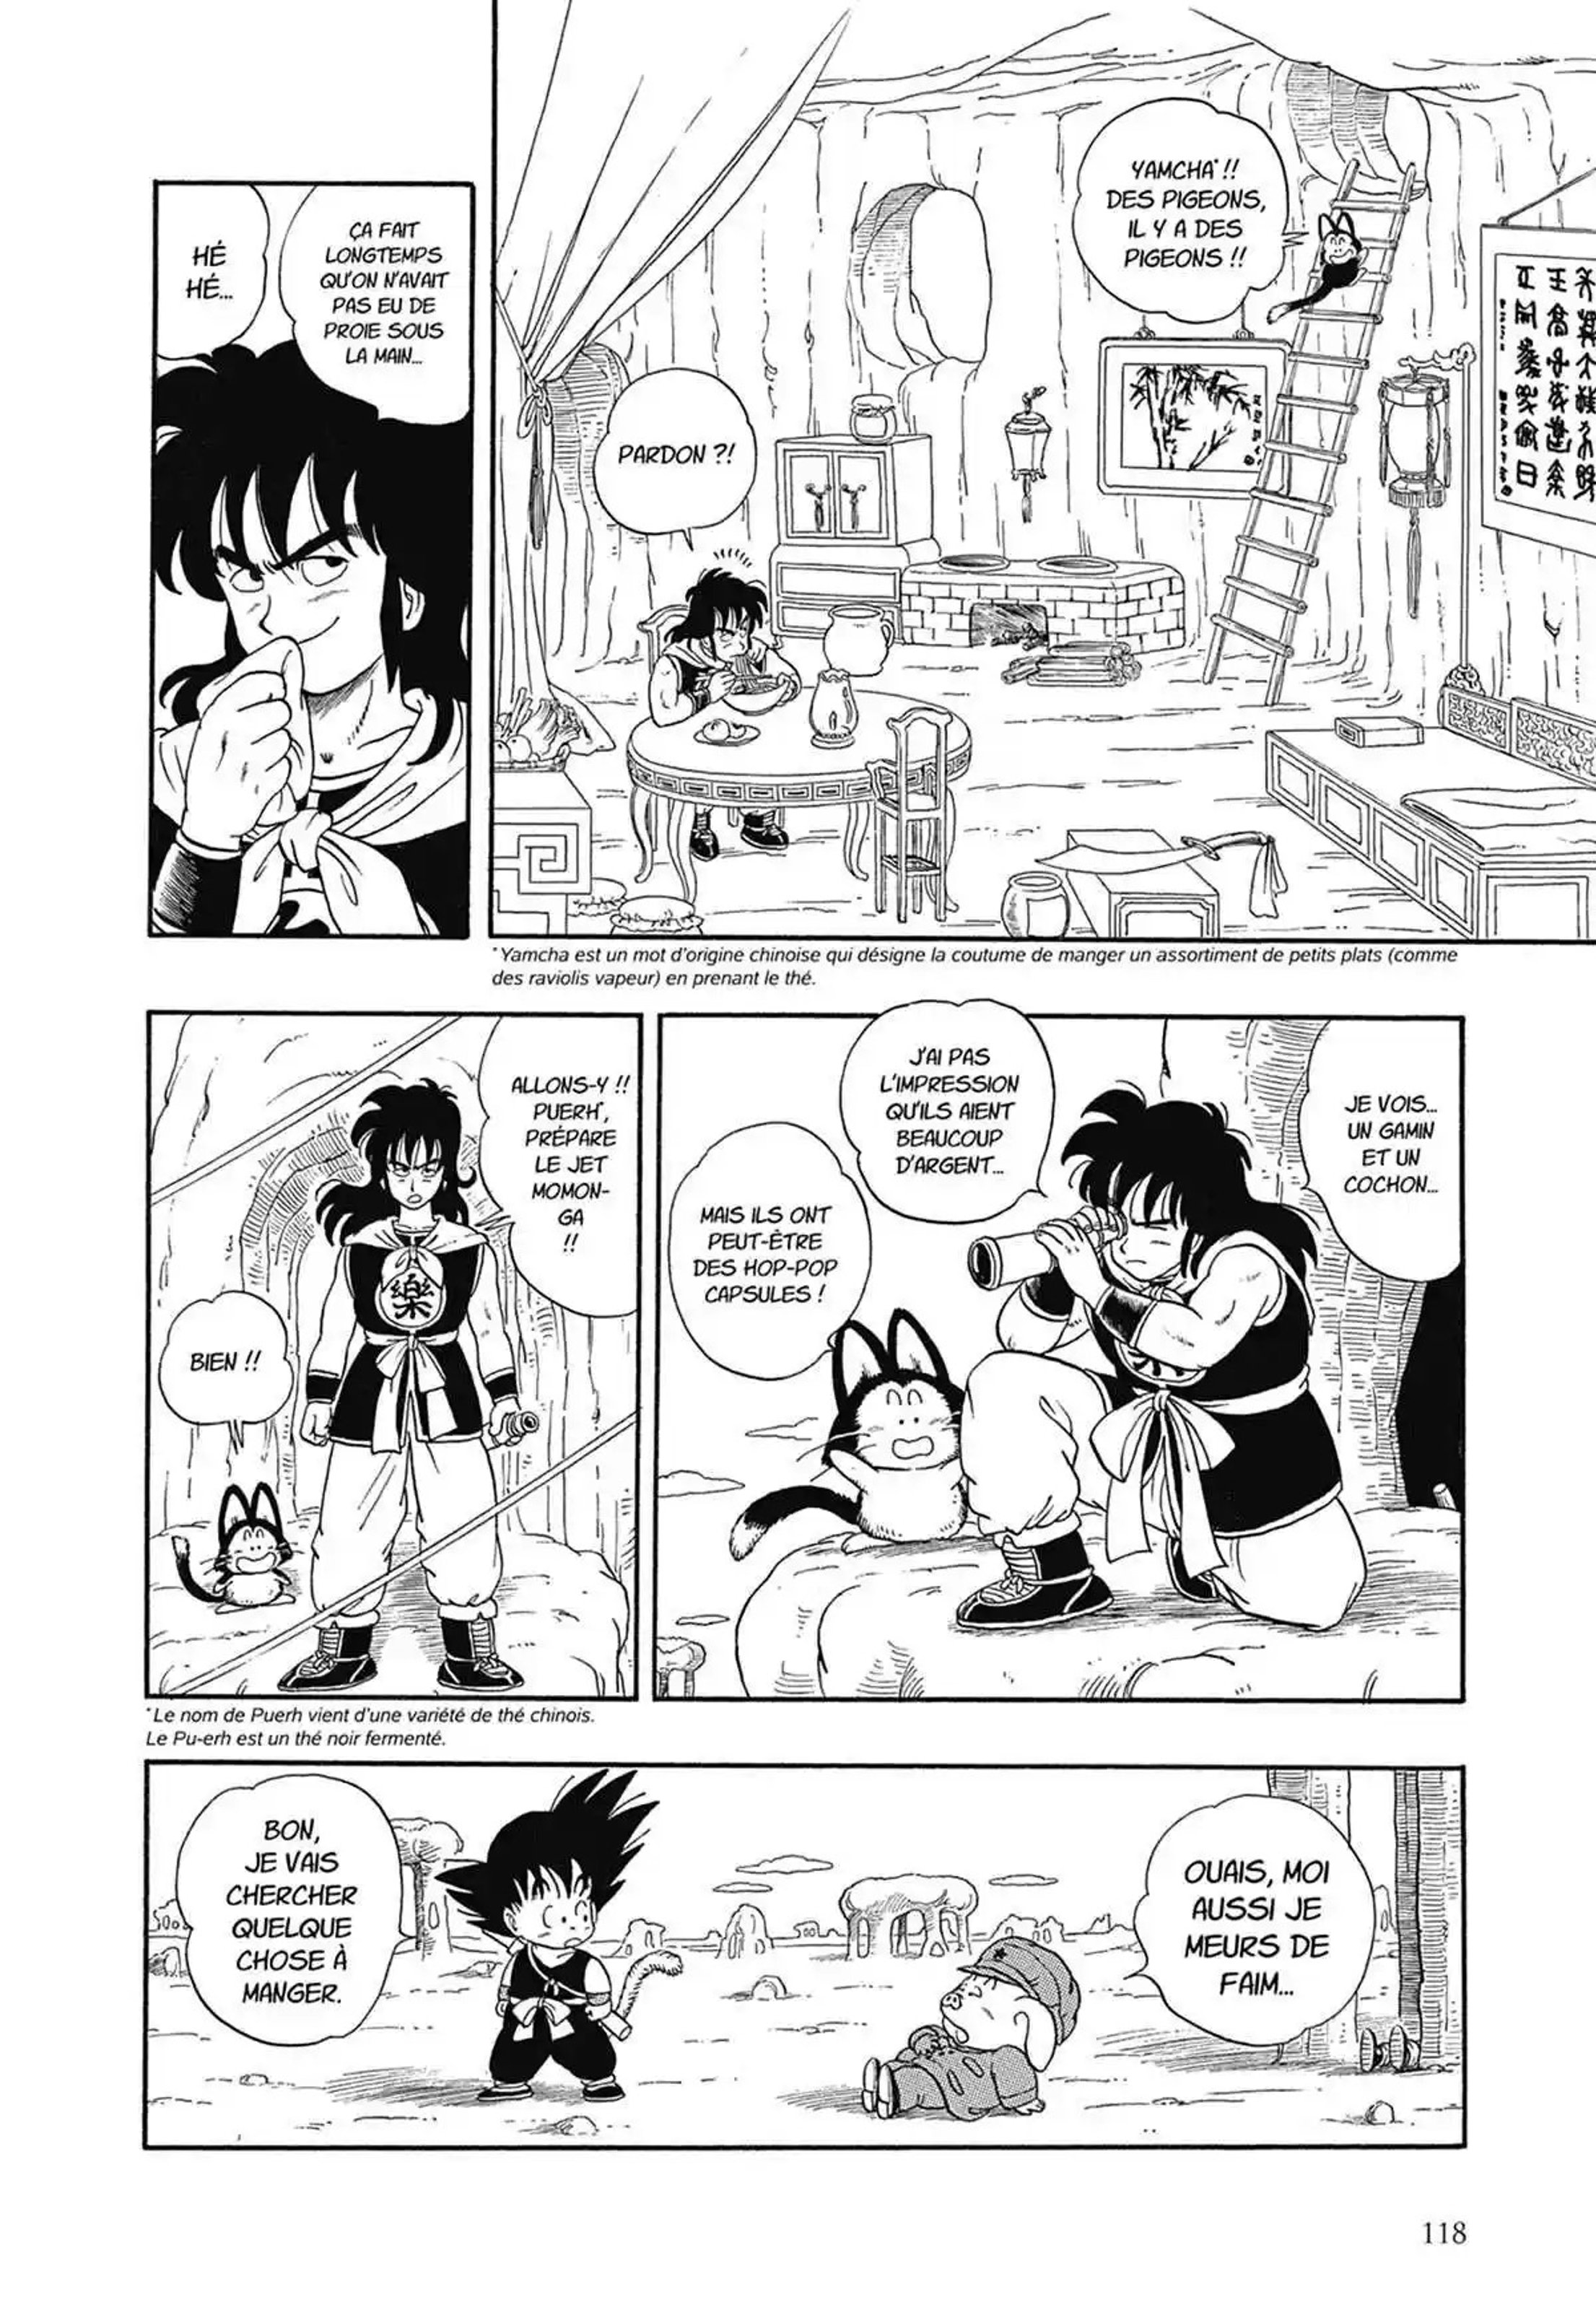 YAMCHA* !!
DES PIGEONS,
IL Y A DES
PIGEONS !!
PARDON ?!
ÇA FAIT
LONGTEMPS
QU'ON N'AVAIT
PAS EU DE
PROIE SOUS
LA MAIN...
HÉ
HÉ...
*Yamcha est un mot d'origine chinoise qui désigne la coutume de manger un assortiment de petits plats (comme
des raviolis vapeur) en prenant le thé.
JE VOIS...
UN GAMIN
ET UN
COCHON...
J'AI PAS
L'IMPRESSION
QU'ILS AIENT
BEAUCOUP
D'ARGENT...
MAIS ILS ONT
PEUT-ÊTRE
DES HOP-POP
CAPSULES !
ALLONS-Y !!
PUERH*,
PRÉPARE
LE JET
MOMON-
GA
!!
樂
BIEN !!
*Le nom de Puerh vient d'une variété de thé chinois.
Le Pu-erh est un thé noir fermenté.
OUAIS, MOI
AUSSI JE
MEURS DE
FAIM...
BON,
JE VAIS
CHERCHER
QUELQUE
CHOSE À
MANGER.
118